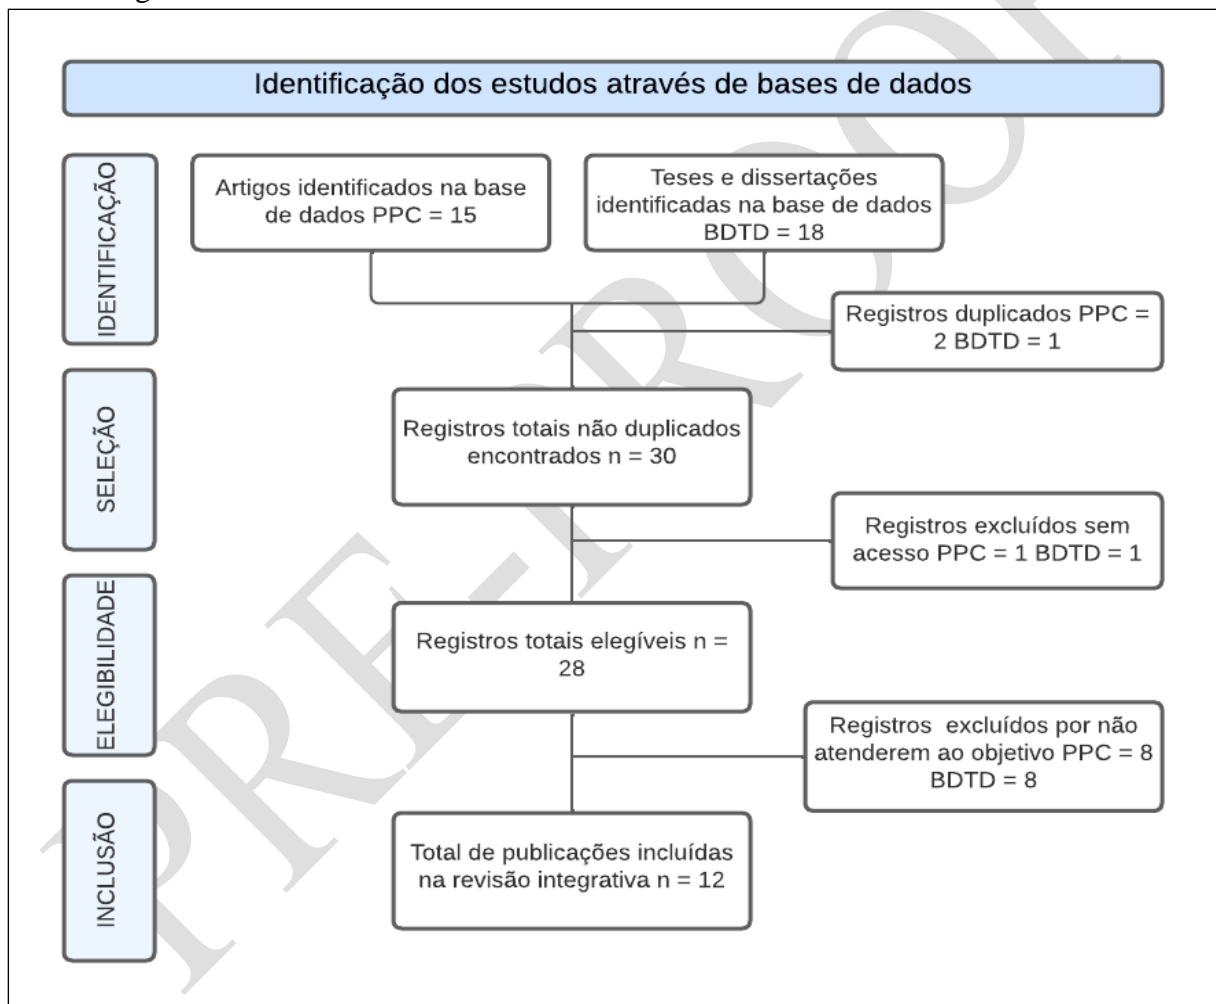 Identificação dos estudos através de bases de dados
IDENTIFICAÇÃO
Artigos identificados na base
de dados PPC = 15
Teses e dissertações
identificadas na base de dados
BDTD = 18
Registros duplicados PPC =
2 BDTD = 1
SELEÇÃO
Registros totais não duplicados
encontrados n = 30
Registros excluídos sem
acesso PPC = 1 BDTD = 1
ELEGIBILIDADE
Registros totais elegíveis n =
28
Registros  excluídos por não
atenderem ao objetivo PPC = 8
BDTD = 8
INCLUSÃO
Total de publicações incluídas
na revisão integrativa n = 12
PRE-PROOF